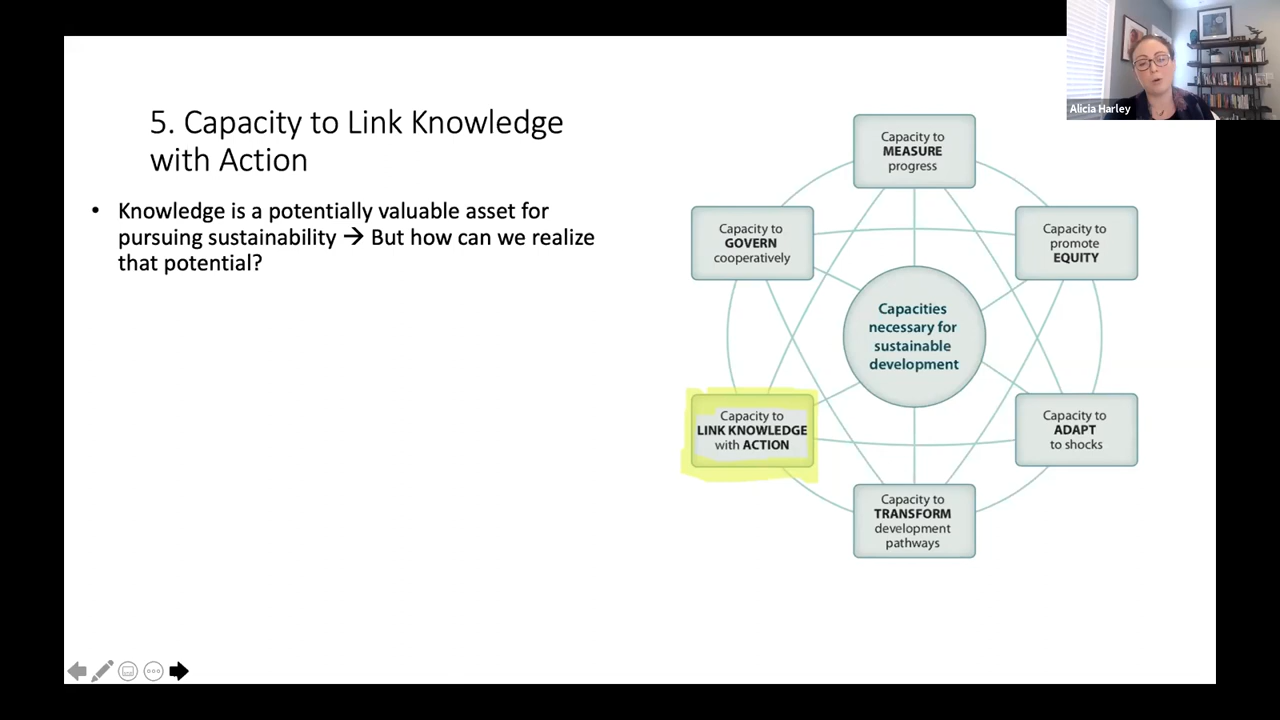 5. Capacity to Link Knowledge
with Action
• Knowledge is a potentially valuable asset for
pursuing sustainability → But how can we realize
that potential?
Capacity to
MEASURE
progress
Capacity to
GOVERN
cooperatively
Capacity to
promote
EQUITY
Capacities
necessary for
sustainable
development
Capacity to
LINK KNOWLEDGE
with ACTION
Capacity to
ADAPT
to shocks
Capacity to
TRANSFORM
development
pathways
Alicia Harley